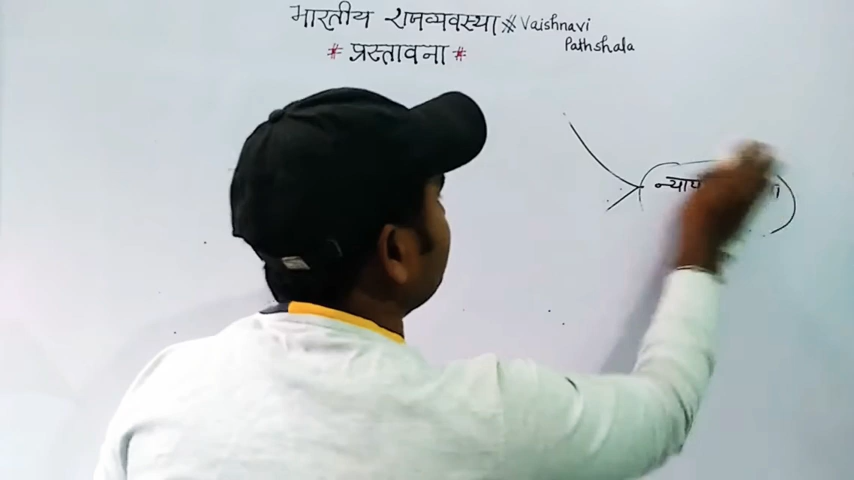 भारतीय राजव्यवस्था ※ Vaishnavi
Pathshala
* प्रस्तावना *